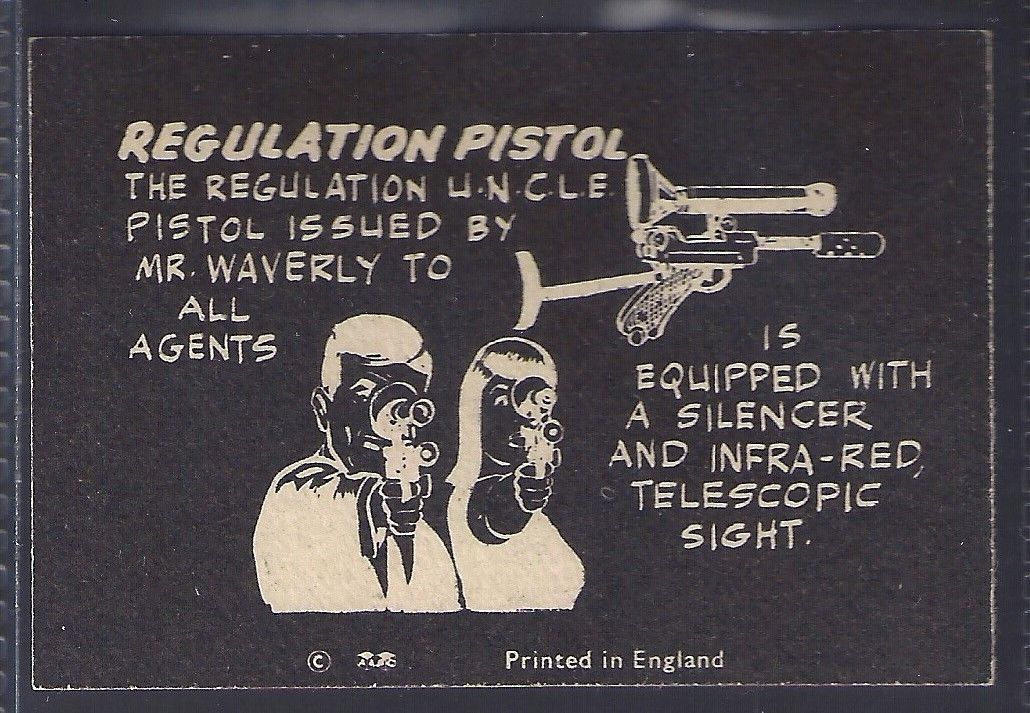 REGULATION PISTOL
THE REGULATION U.N.C.L.E.
PISTOL ISSUED BY
MR. WAVERLY TO
ALL
AGENTS
IS
EQUIPPED WITH
A SILENCER
AND INFRA-RED,
TELESCOPIC
SIGHT.
© A&BC Printed in England